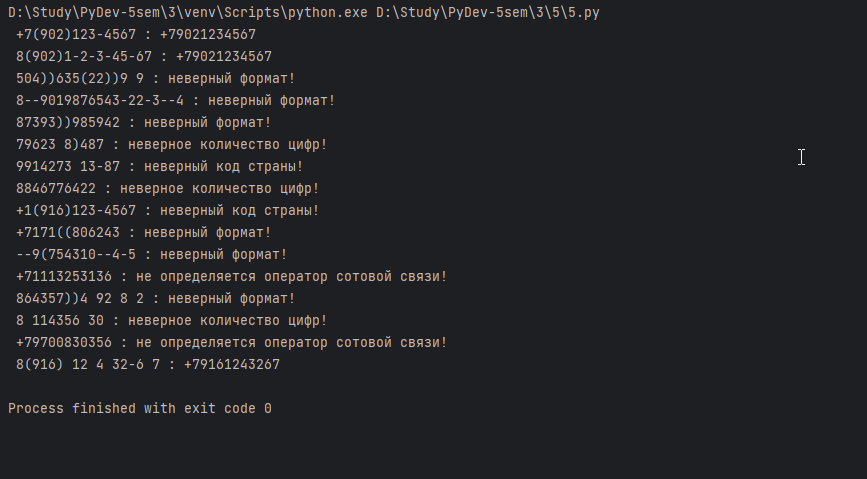 D:\Study\PyDev-5sem\3\venv\Scripts\python.exe D:\Study\PyDev-5sem\3\5\5.py
+7(902)123-4567 : +79021234567
8(902)1-2-3-45-67 : +79021234567
504))635(22))9 9 : неверный формат!
8--9019876543-22-3--4 : неверный формат!
87393))985942 : неверный формат!
79623 8)487 : неверное количество цифр!
9914273 13-87 : неверный код страны!
8846776422 : неверное количество цифр!
+1(916)123-4567 : неверный код страны!
+7171((806243 : неверный формат!
--9(754310--4-5 : неверный формат!
+71113253136 : не определяется оператор сотовой связи!
864357))4 92 8 2 : неверный формат!
8 114356 30 : неверное количество цифр!
+79700830356 : не определяется оператор сотовой связи!
8(916) 12 4 32-6 7 : +79161243267
Process finished with exit code 0